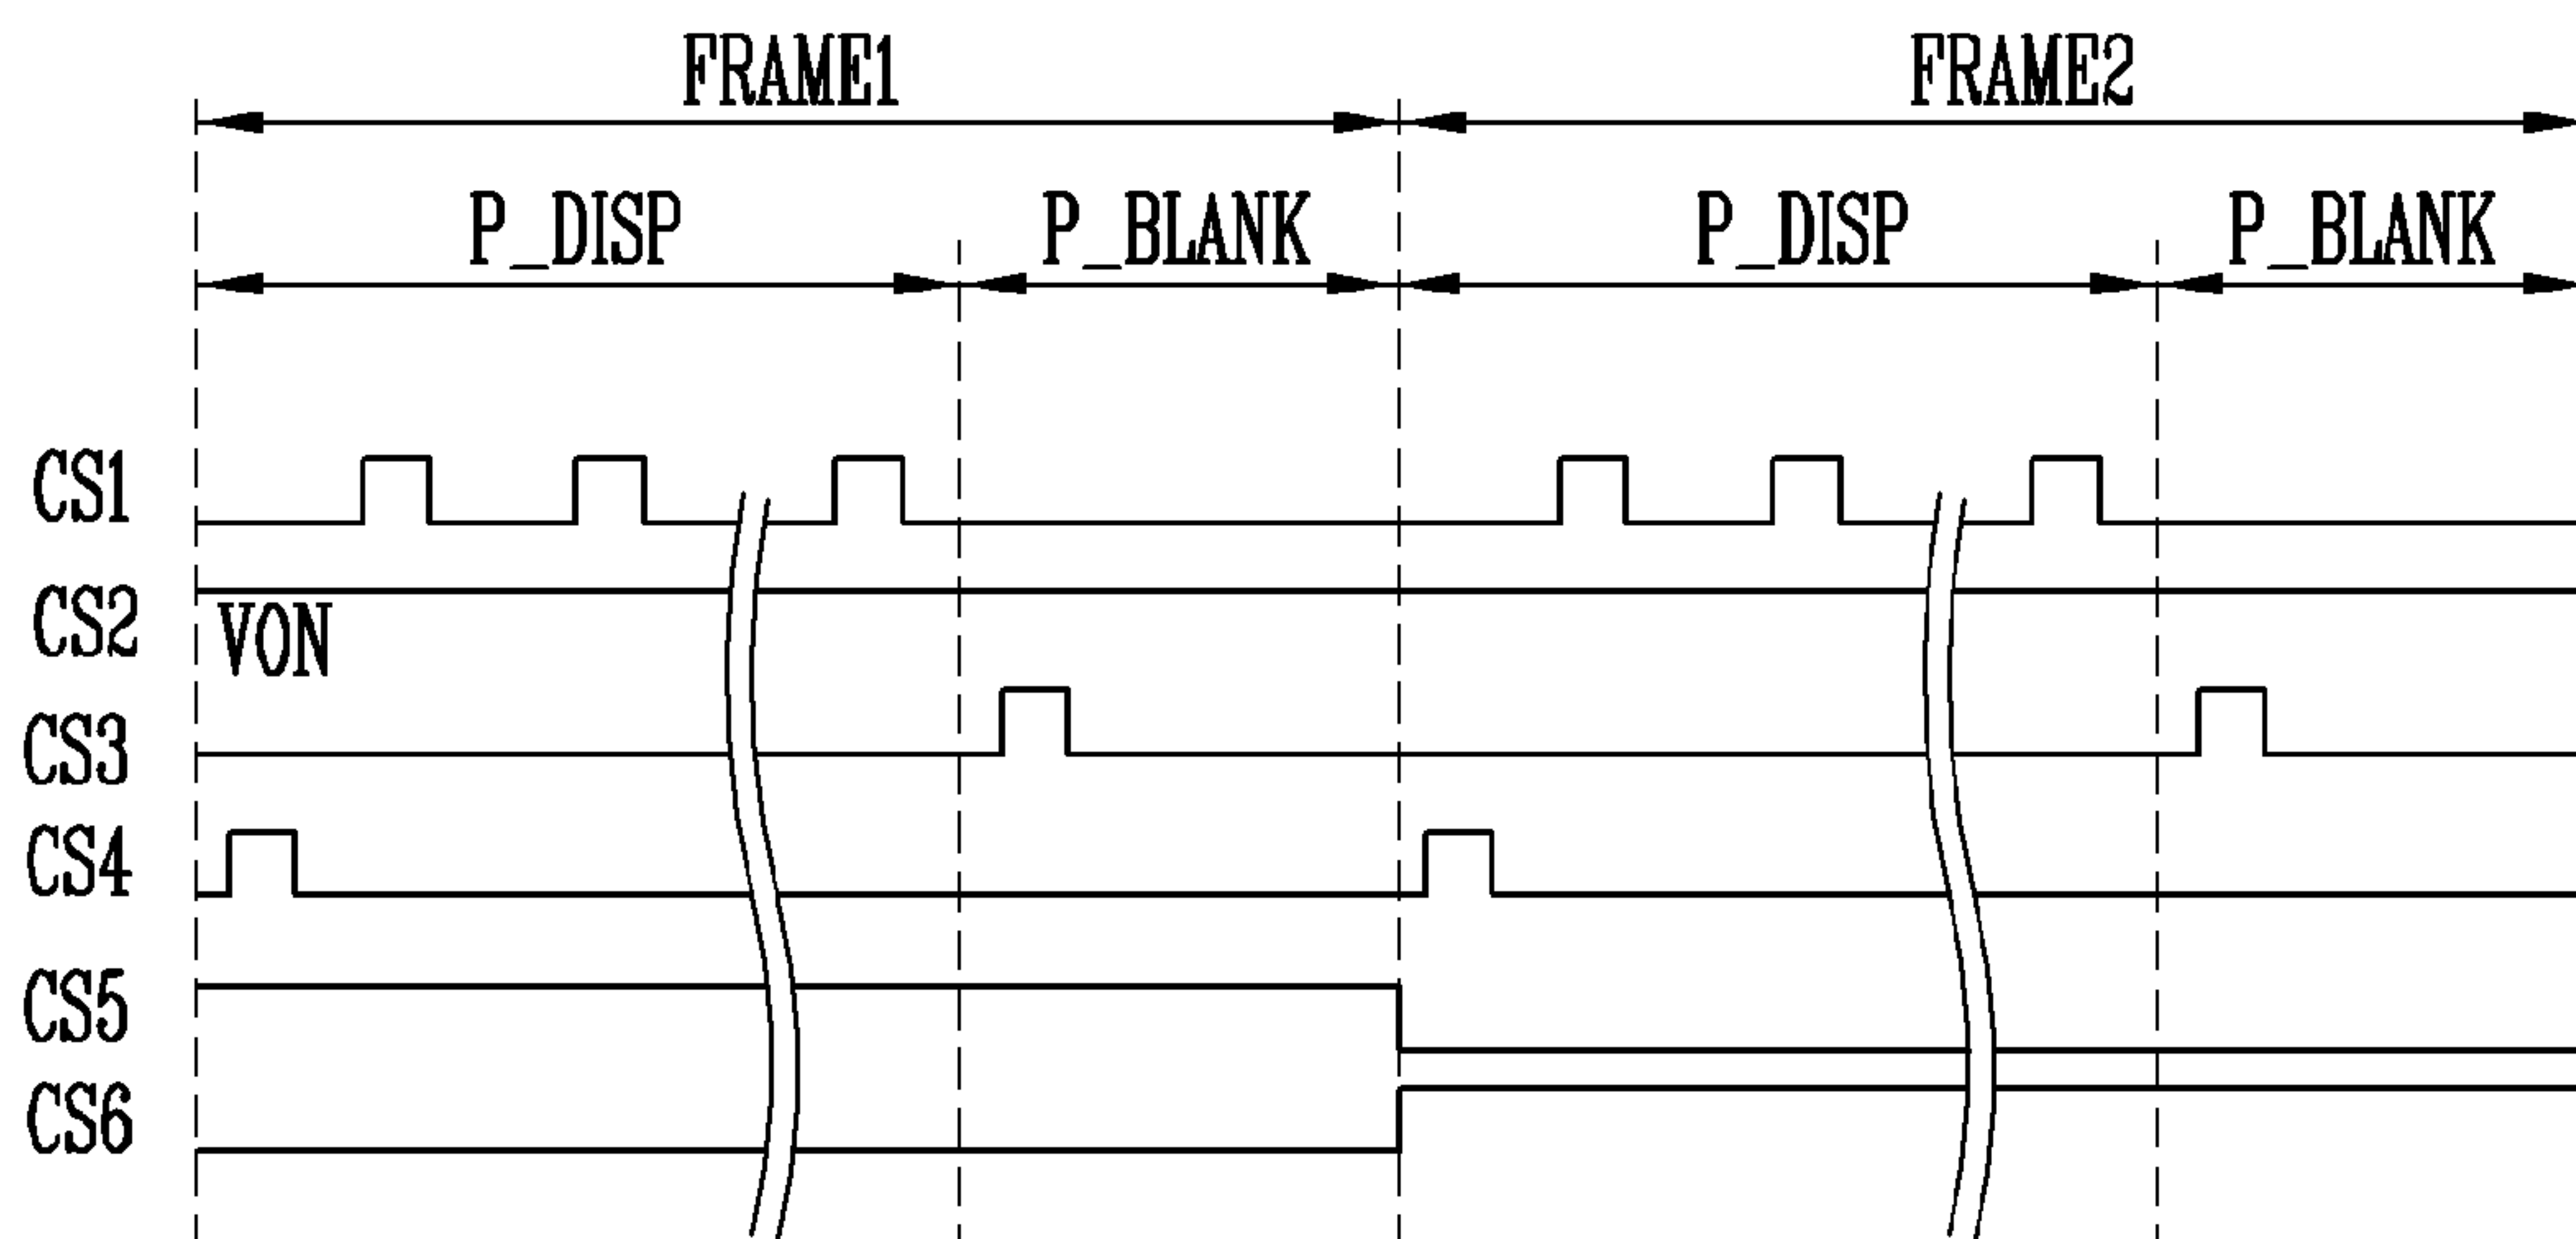 FRAME1 FRAME2
P_DISP P_BLANK P_DISP P_BLANK
CS1
CS2
VON
CS3
CS4
CS5
CS6